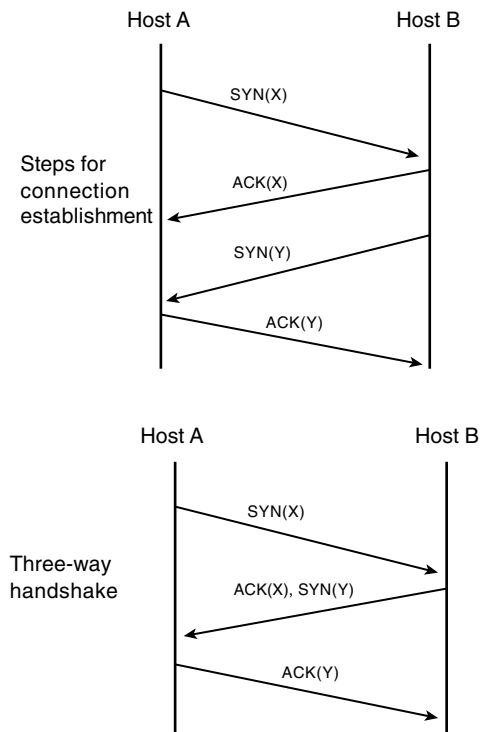 Host A
Host B
SYN(X)
Steps for
connection
establishment
ACK(X)
SYN(Y)
ACK(Y)
Host A
Host B
SYN(X)
Three-way
handshake
ACK(X), SYN(Y)
ACK(Y)